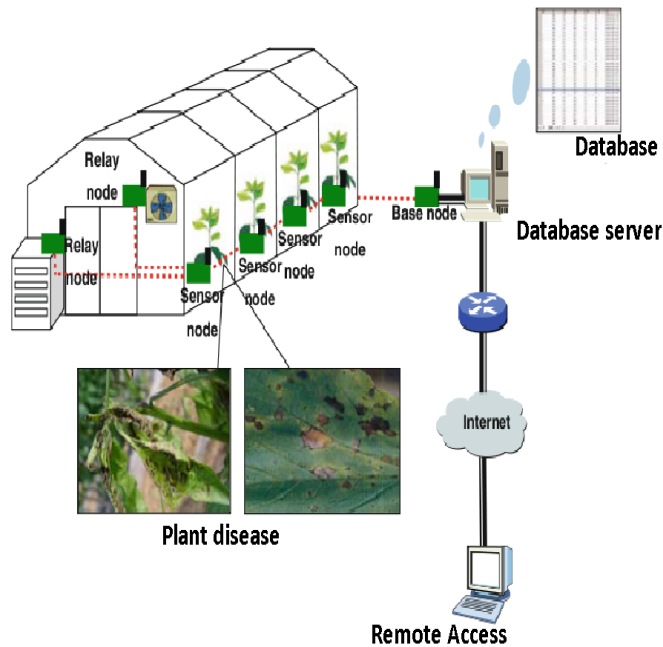 Database
Relay
node
Sensor
node
Base node
Database server
Sensor
node
Relay
node
Sensor
node
Sensor
node
Internet
Plant disease
Remote Access